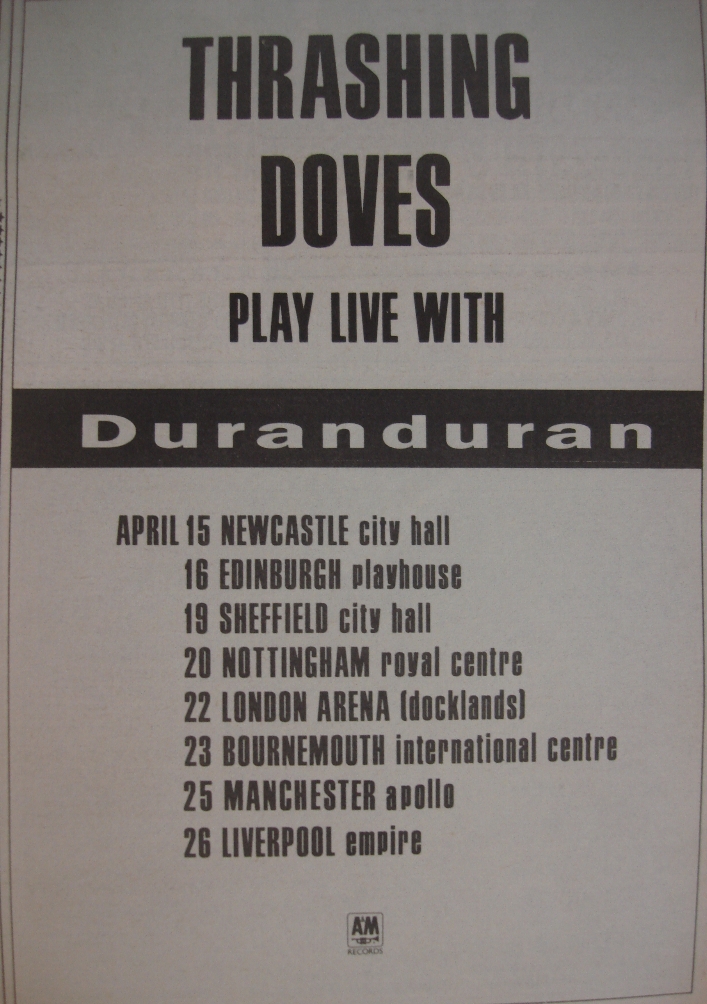 THRASHING
DOVES
PLAY LIVE WITH
Duranduran
APRIL 15 NEWCASTLE city hall
16 EDINBURGH playhouse
19 SHEFFIELD city hall
20 NOTTINGHAM royal centre
22 LONDON ARENA (docklands)
23 BOURNEMOUTH international centre
25 MANCHESTER apollo
26 LIVERPOOL empire
A&M
RECORDS